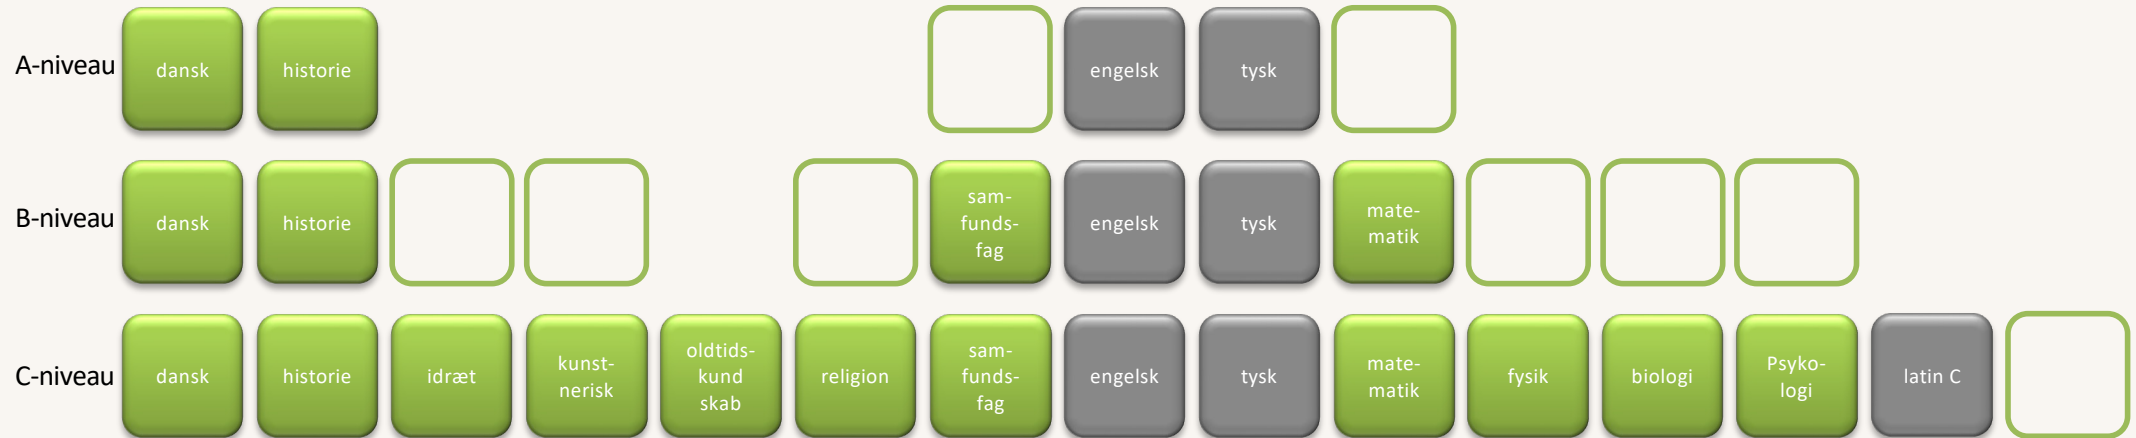 A-niveau
dansk
historie
engelsk
tysk
B-niveau
dansk
historie
sam-
funds-
fag
engelsk
tysk
mate-
matik
C-niveau
dansk
historie
idræt
kunst-
nerisk
oldtids-
kund
skab
religion
sam-
funds-
fag
engelsk
tysk
mate-
matik
fysik
biologi
Psyko-
logi
latin C